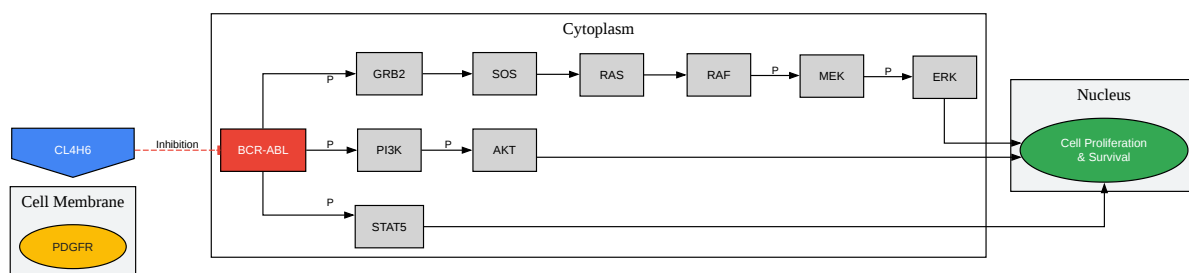 Cytoplasm
GRB2
SOS
RAS
RAF
P
MEK
P
ERK
P
Nucleus
CL4H6
Inhibition
BCR-ABL
P
PI3K
P
AKT
Cell Proliferation
& Survival
Cell Membrane
P
STAT5
PDGFR